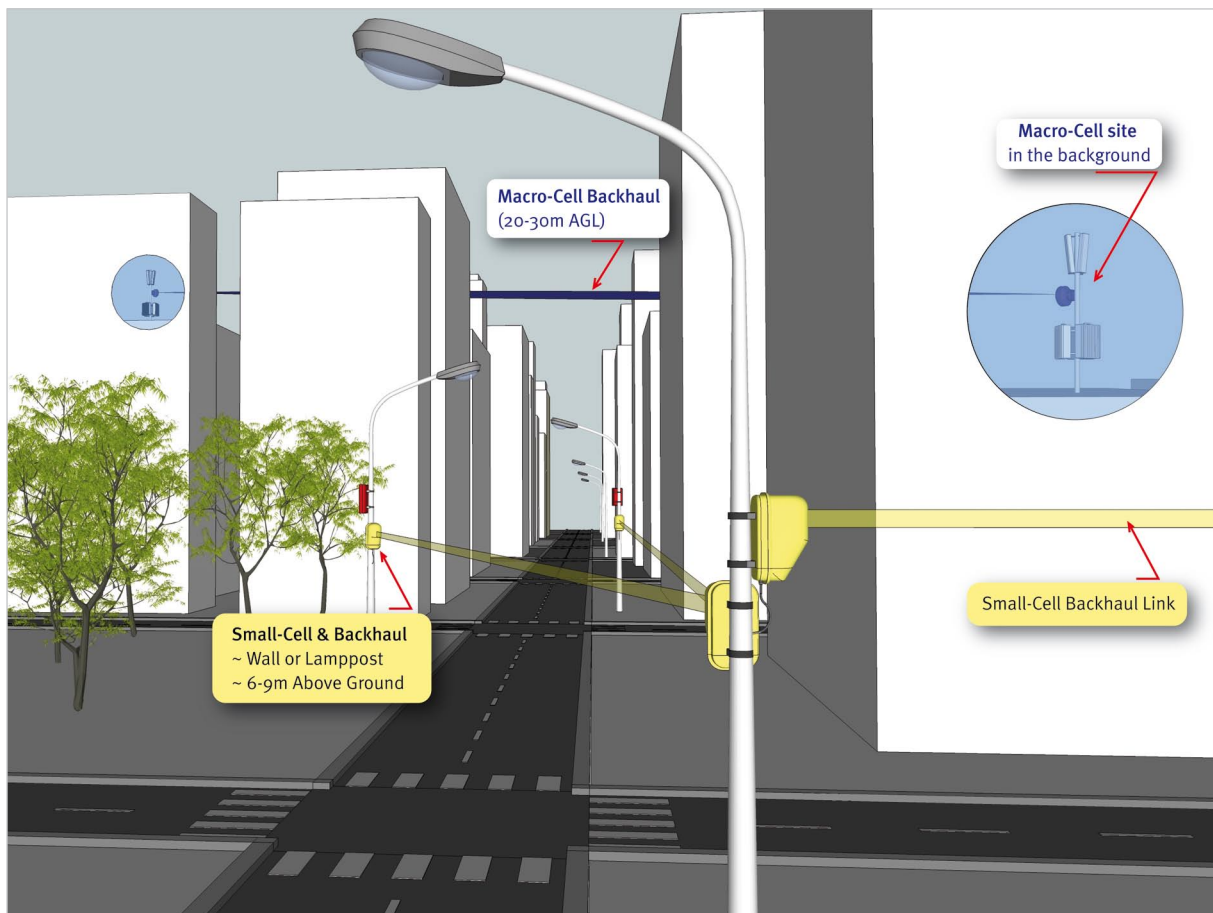 Macro-Cell site
in the background
Macro-Cell Backhaul
(20-30m AGL)
Small-Cell Backhaul Link
Small-Cell & Backhaul
~ Wall or Lamppost
~ 6-9m Above Ground